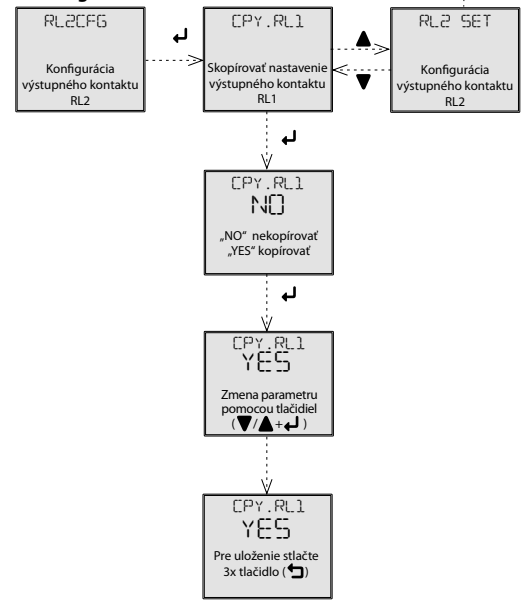 RL2CFG
Konfigurácia
výstupného kontaktu
RL2
CPY.RL1
Skopírovať nastavenie
výstupného kontaktu
RL1
RL2 SET
Konfigurácia
výstupného kontaktu
RL2
CPY.RL1
NO
„NO“ nekopírovať
„YES“ kopírovať
CPY.RL1
YES
Zmena parametru
pomocou tlačidiel
(▼/▲+↵)
CPY.RL1
YES
Pre uloženie stlačte
3x tlačidlo (⮌)